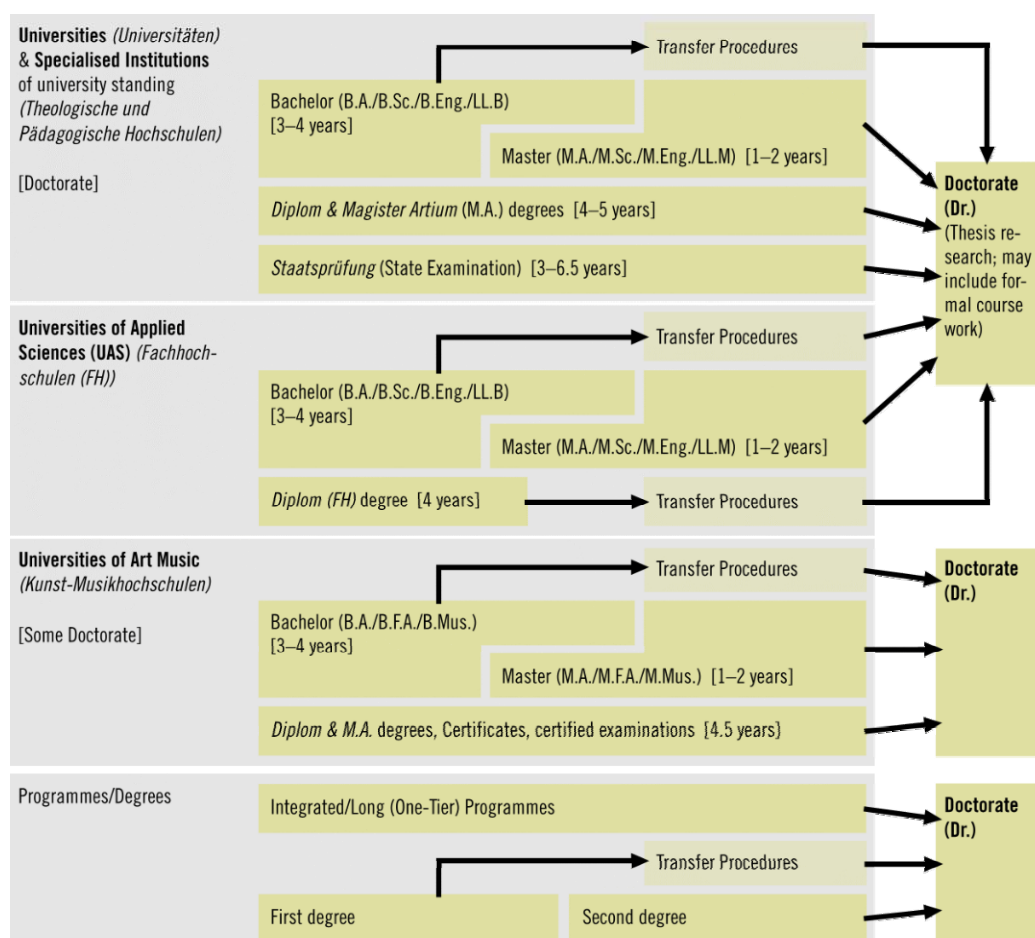 Universities (Universitäten)
& Specialised Institutions
of university standing
(Theologische und
Pädagogische Hochschulen)
[Doctorate]
Transfer Procedures
Bachelor (B.A./B.Sc./B.Eng./LL.B)
[3–4 years]
Master (M.A./M.Sc./M.Eng./LL.M) [1–2 years]
Diplom & Magister Artium (M.A.) degrees [4–5 years]
Staatsprüfung (State Examination) [3–6.5 years]
Doctorate
(Dr.)
(Thesis re-
search; may
include for-
mal course
work)
Universities of Applied
Sciences (UAS) (Fachhoch-
schulen (FH))
Transfer Procedures
Bachelor (B.A./B.Sc./B.Eng./LL.B)
[3–4 years]
Master (M.A./M.Sc./M.Eng./LL.M) [1–2 years]
Diplom (FH) degree [4 years]
Transfer Procedures
Universities of Art Music
(Kunst-Musikhochschulen)
[Some Doctorate]
Transfer Procedures
Bachelor (B.A./B.F.A./B.Mus.)
[3–4 years]
Master (M.A./M.F.A./M.Mus.) [1–2 years]
Diplom & M.A. degrees, Certificates, certified examinations {4.5 years}
Doctorate
(Dr.)
Programmes/Degrees
Integrated/Long (One-Tier) Programmes
Transfer Procedures
First degree
Second degree
Doctorate
(Dr.)